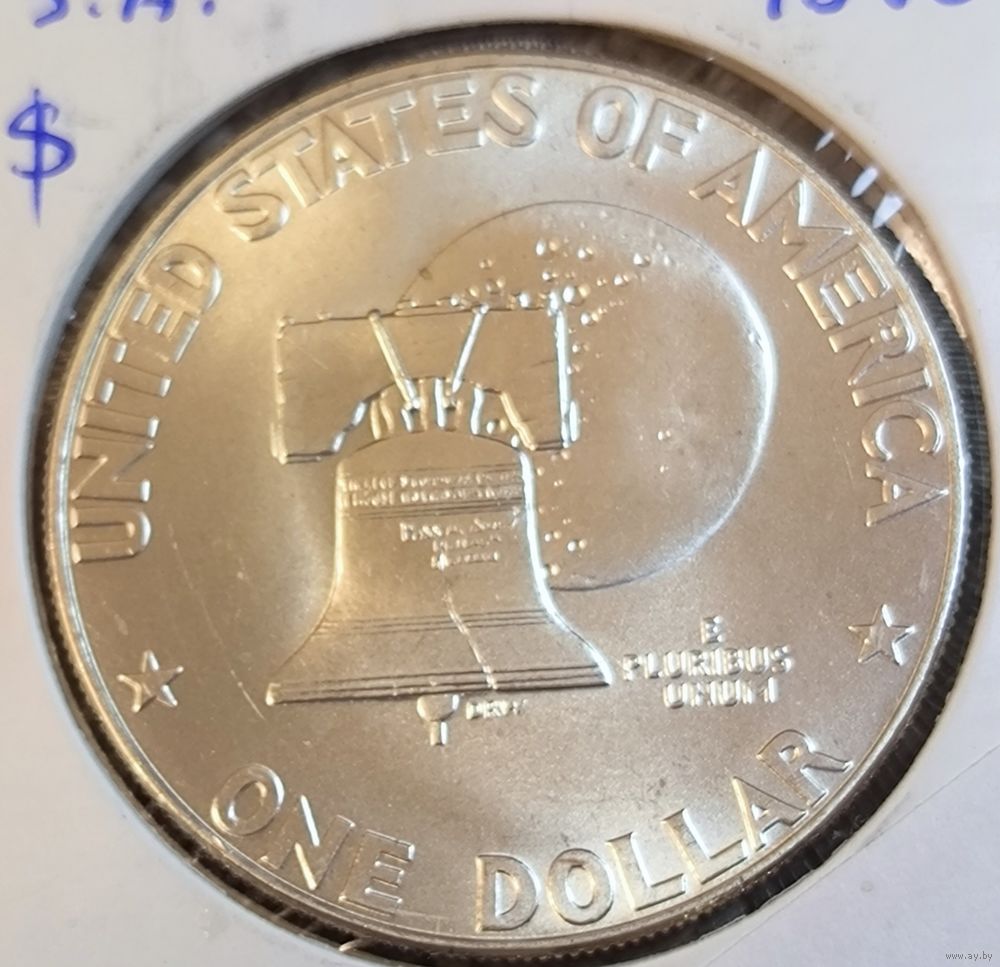 S.A.
$
UNITED STATES OF AMERICA
E
PLURIBUS
UNUM
ONE DOLLAR
www.ay.by